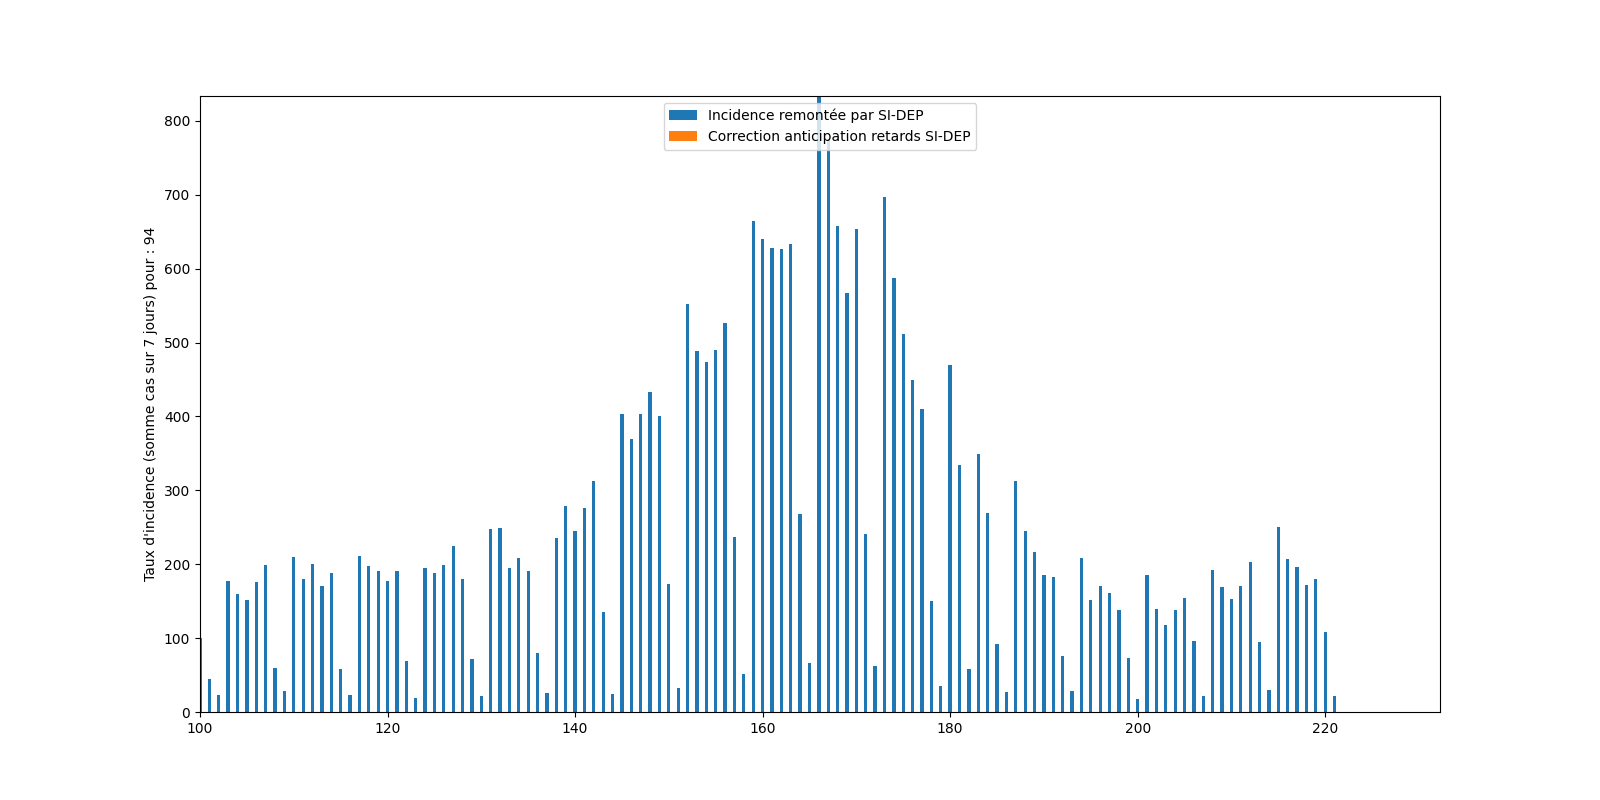 Incidence remontée par SI-DEP
Correction anticipation retards SI-DEP
Taux d'incidence (somme cas sur 7 jours) pour : 94
800
700
600
500
400
300
200
100
0
100 120 140 160 180 200 220